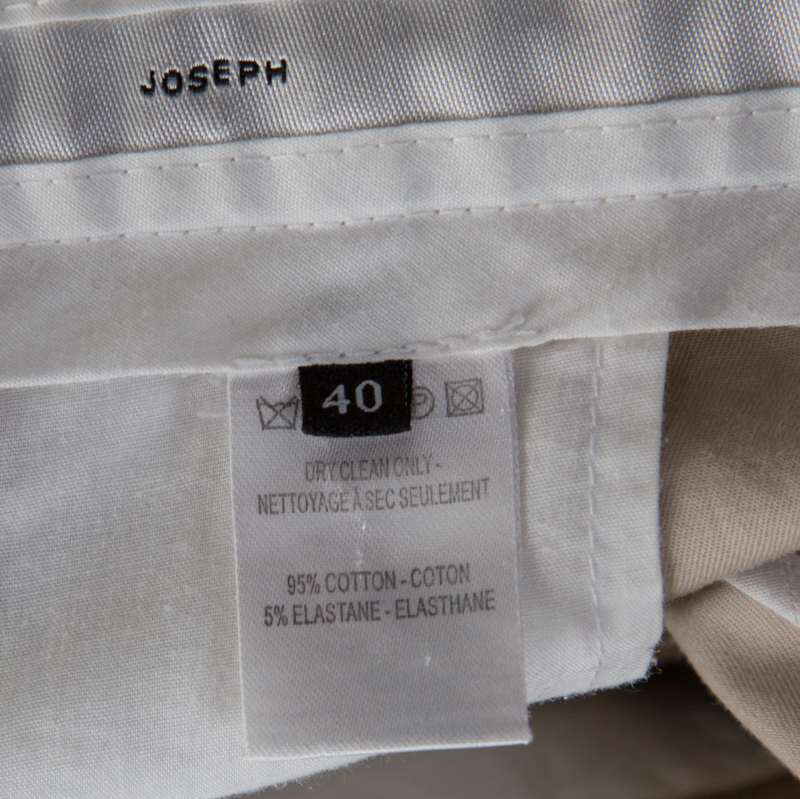 JOSEPH
40
P
DRY CLEAN ONLY -
NETTOYAGE À SEC SEULEMENT
95% COTTON - COTON
5% ELASTANE - ELASTHANE